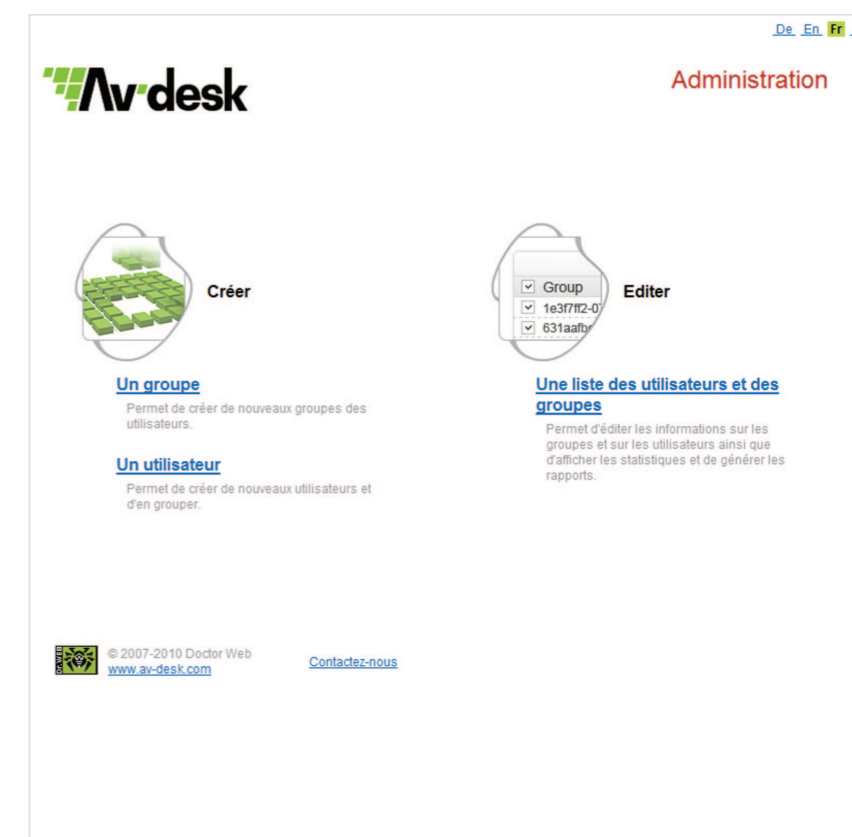 De En Fr
Av·desk
Administration
Créer
Group
1e3f7ff2-0
631aafb
Editer
Un groupe
Permet de créer de nouveaux groupes des
utilisateurs.
Un utilisateur
Permet de créer de nouveaux utilisateurs et
d'en grouper.
Une liste des utilisateurs et des
groupes
Permet d'éditer les informations sur les
groupes et sur les utilisateurs ainsi que
d'afficher les statistiques et de générer les
rapports.
Dr.WEB
© 2007-2010 Doctor Web
www.av-desk.com
Contactez-nous